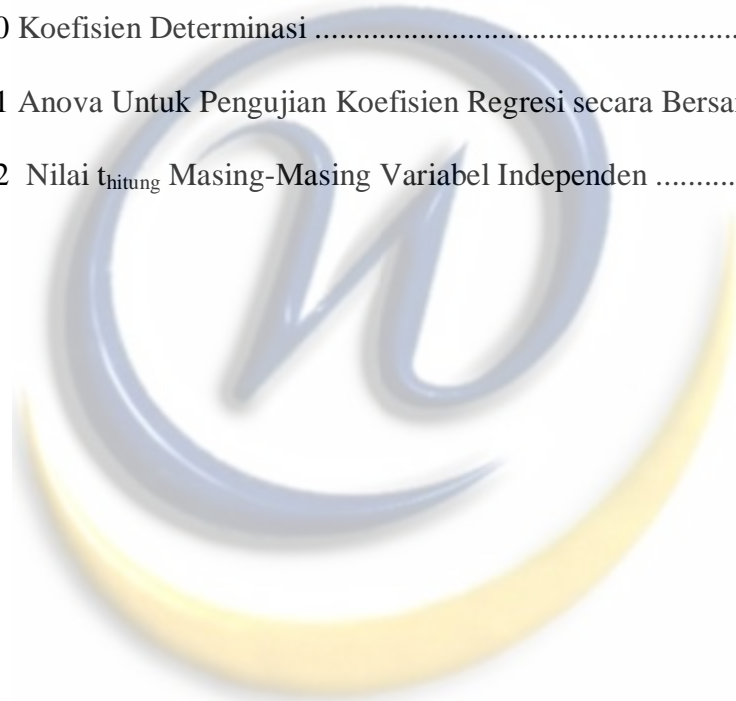 0 Koefisien Determinasi ....................................................
1 Anova Untuk Pengujian Koefisien Regresi secara Bersa
2 Nilai thitung Masing-Masing Variabel Independen ..........